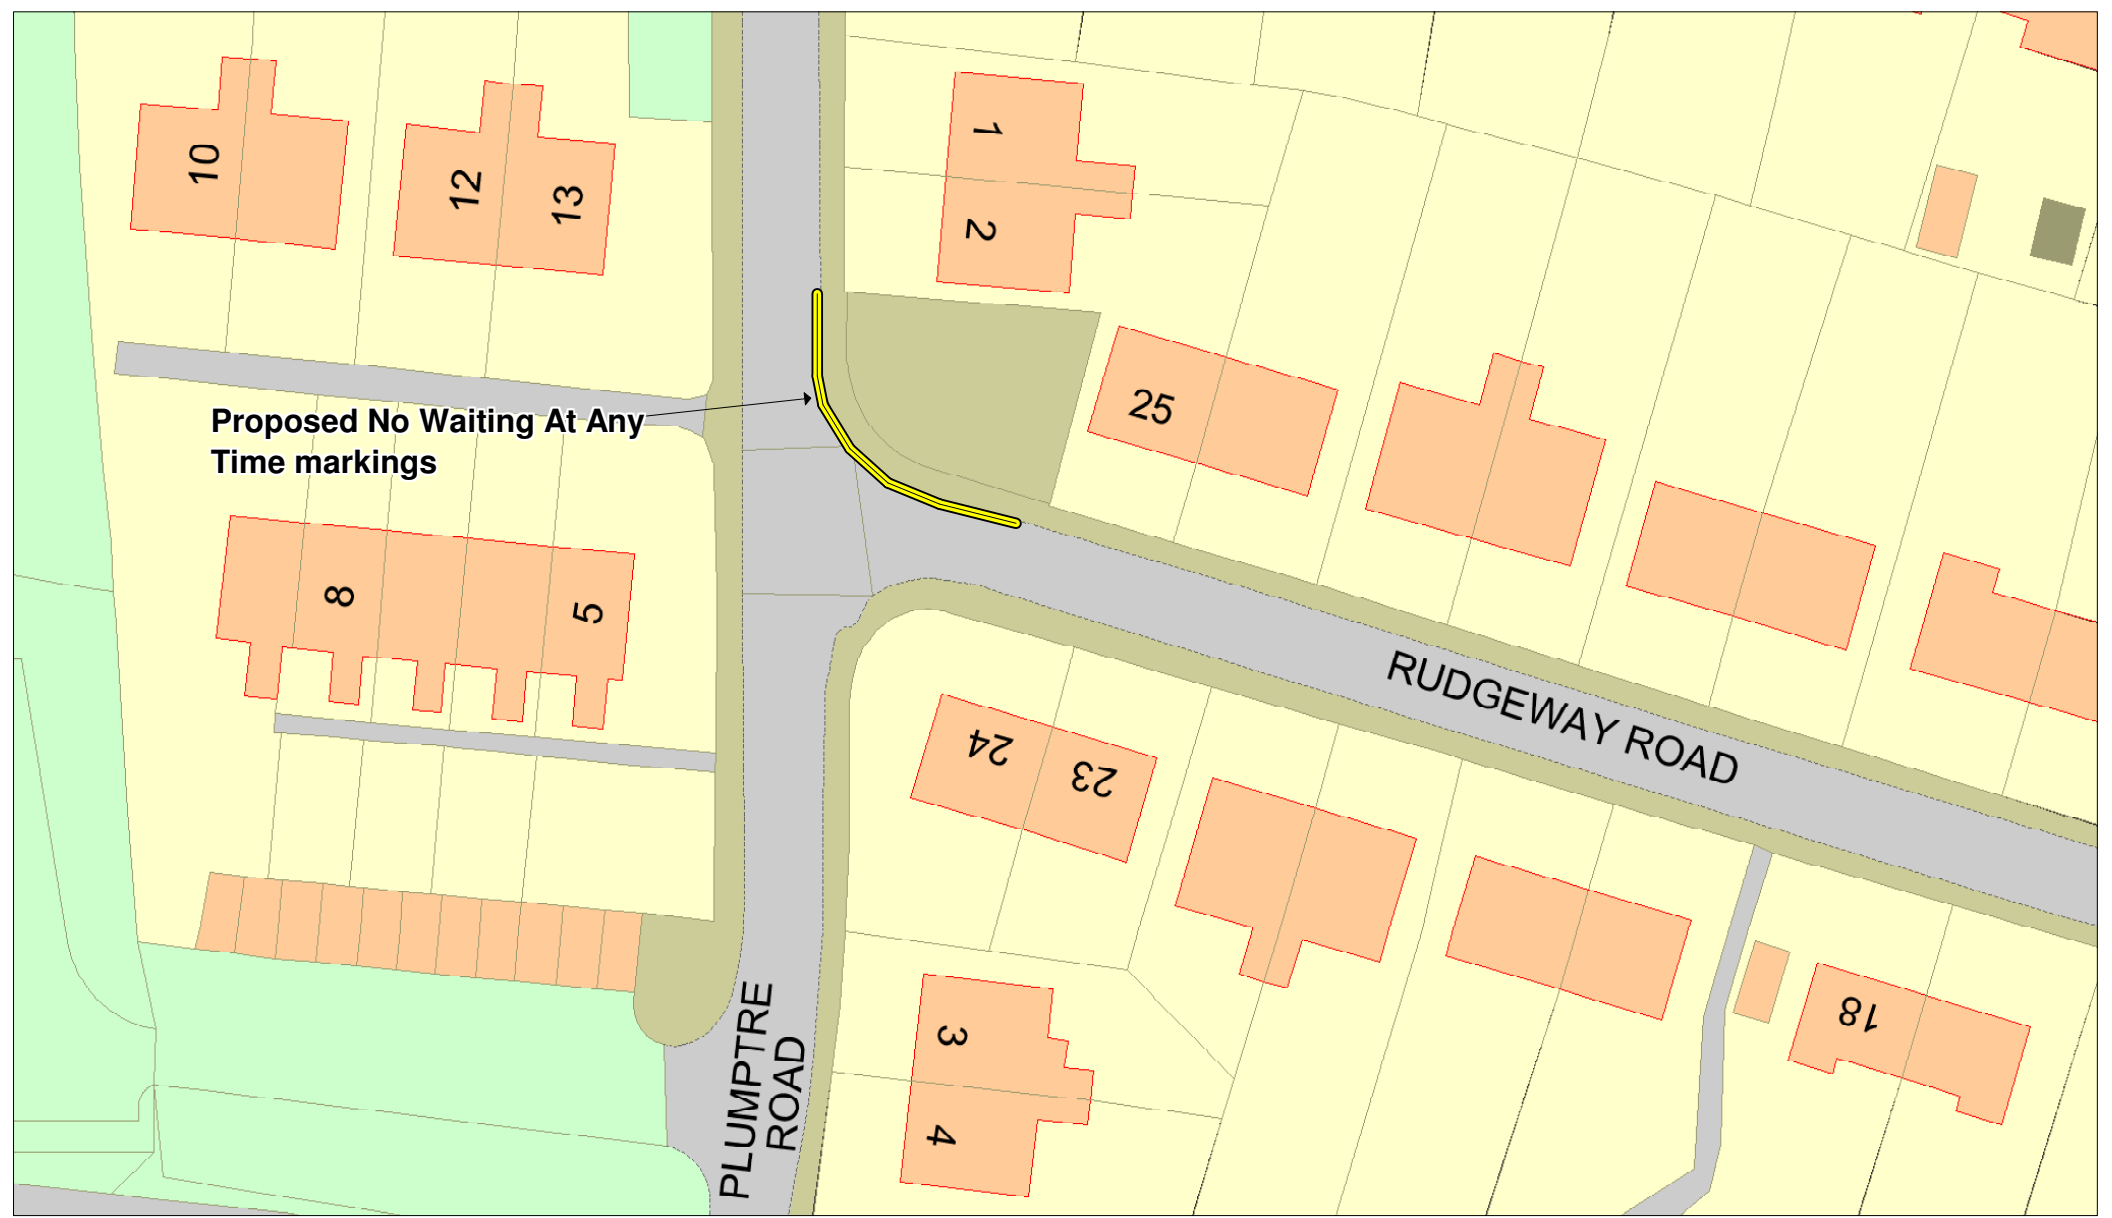 10
12
13
1
2
25
Proposed No Waiting At Any
Time markings
8
5
RUDGEWAY ROAD
24
23
3
4
18
PLUMPTRE
ROAD